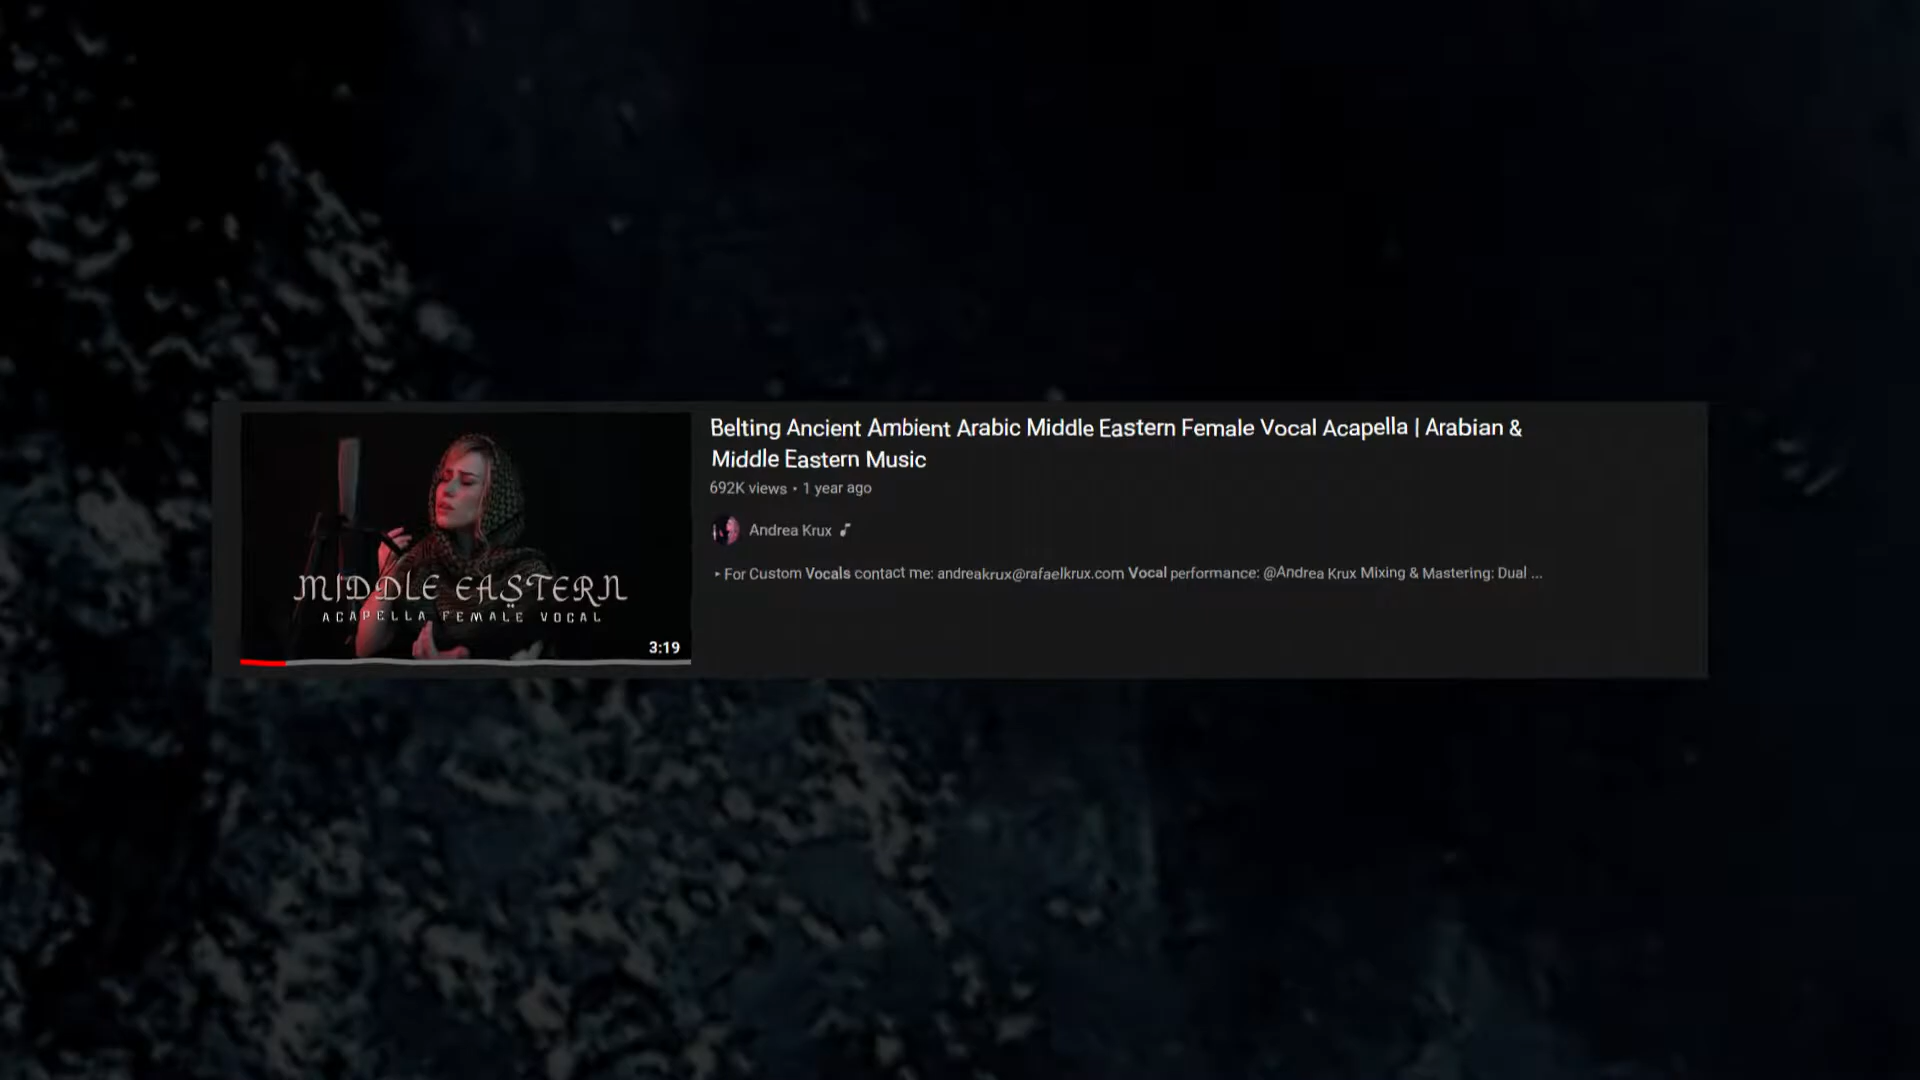 MIDDLE EASTERN
ACAPELLA FEMALE VOCAL
3:19
Belting Ancient Ambient Arabic Middle Eastern Female Vocal Acapella | Arabian &
Middle Eastern Music
692K views • 1 year ago
Andrea Krux
‣ For Custom Vocals contact me: andreakrux@rafaelkrux.com Vocal performance: @Andrea Krux Mixing & Mastering: Dual ...